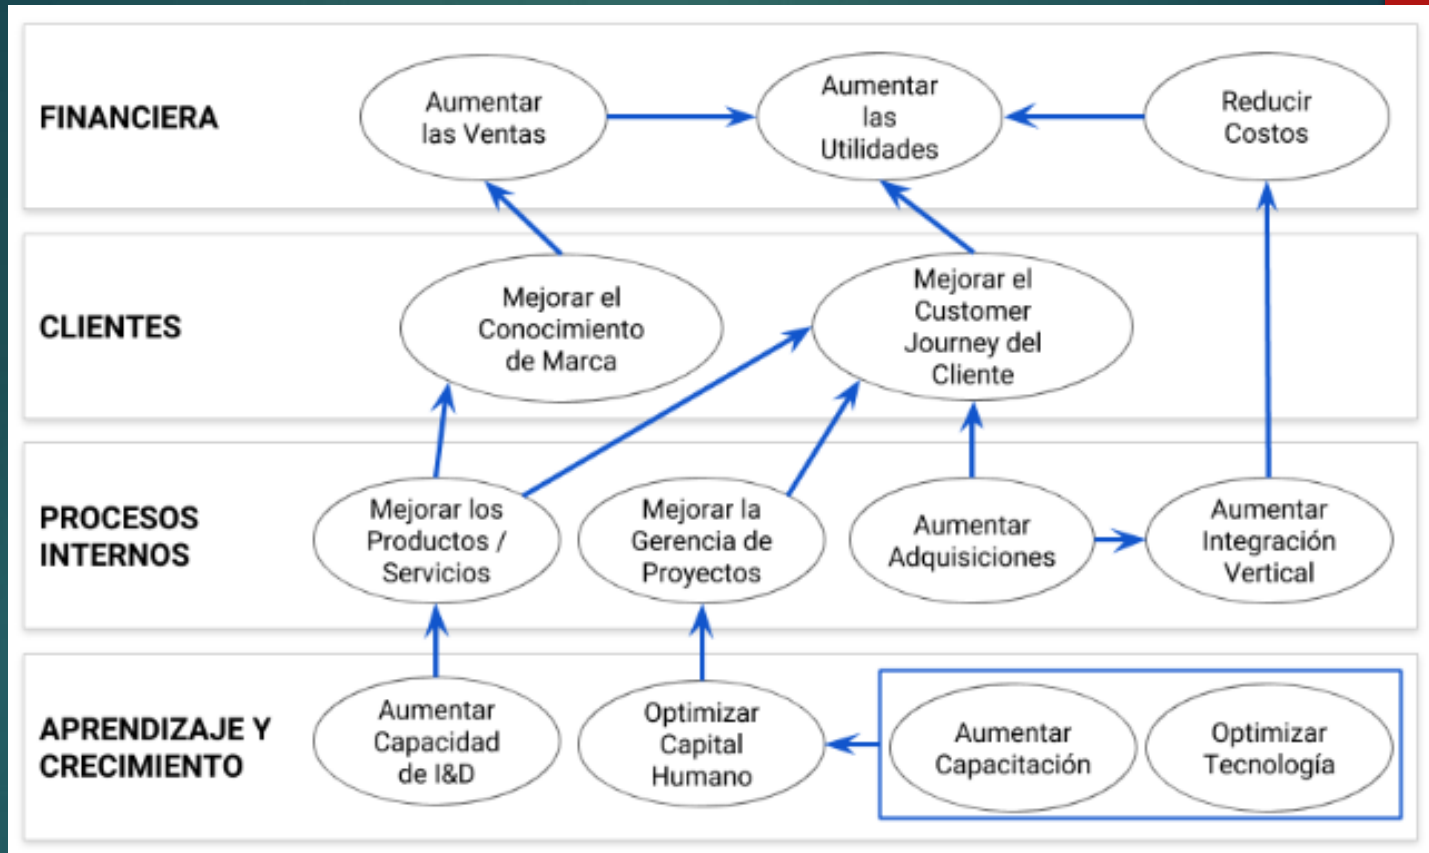 FINANCIERA
Aumentar
las Ventas
Aumentar
las
Utilidades
Reducir
Costos
CLIENTES
Mejorar el
Conocimiento
de Marca
Mejorar el
Customer
Journey del
Cliente
PROCESOS
INTERNOS
Mejorar los
Productos /
Servicios
Mejorar la
Gerencia de
Proyectos
Aumentar
Adquisiciones
Aumentar
Integración
Vertical
APRENDIZAJE Y
CRECIMIENTO
Aumentar
Capacidad
de I&D
Optimizar
Capital
Humano
Aumentar
Capacitación
Optimizar
Tecnología